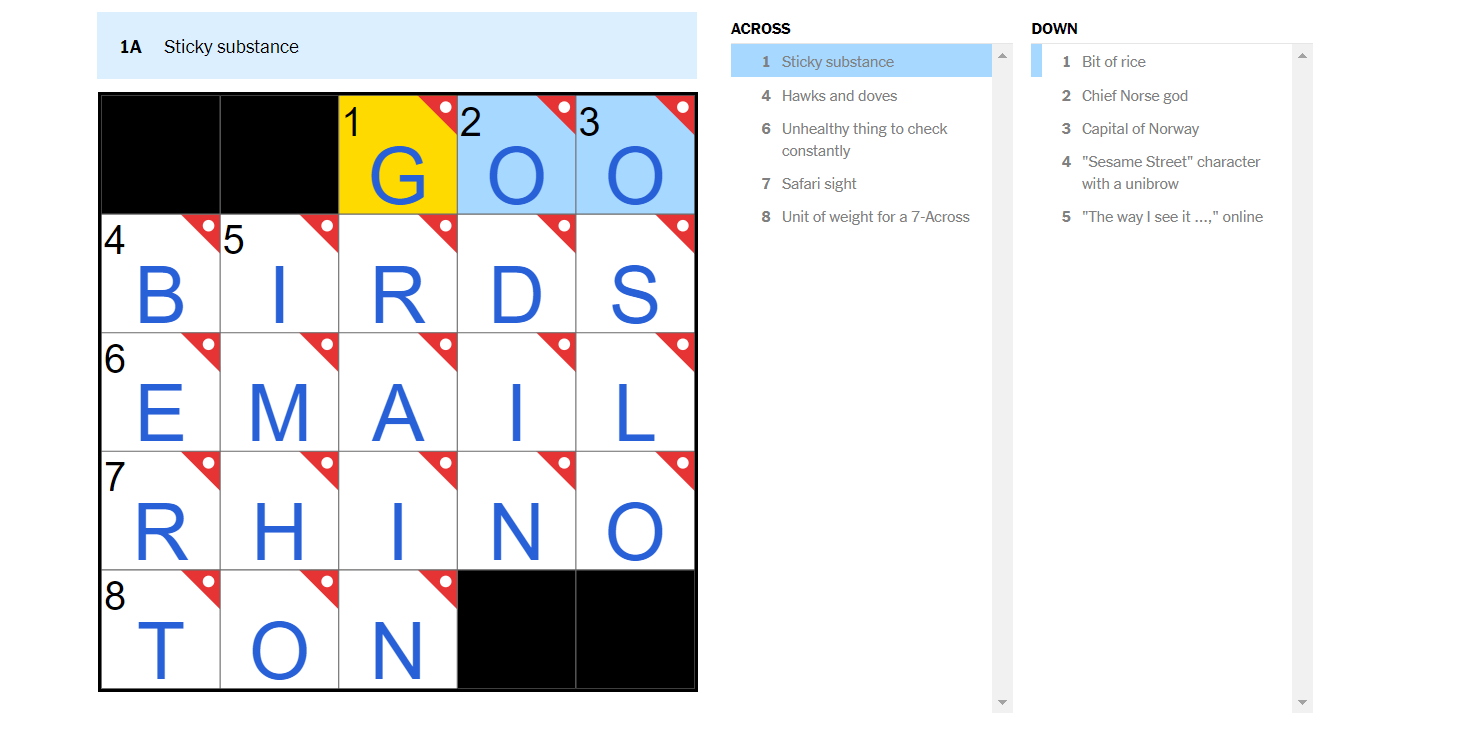 1A Sticky substance
1 2 3
G O O
4 5
B I R D S
6
E M A I L
7
R H I N O
8
T O N
ACROSS
1 Sticky substance
4 Hawks and doves
6 Unhealthy thing to check
constantly
7 Safari sight
8 Unit of weight for a 7-Across
DOWN
1 Bit of rice
2 Chief Norse god
3 Capital of Norway
4 "Sesame Street" character
with a unibrow
5 "The way I see it ...," online